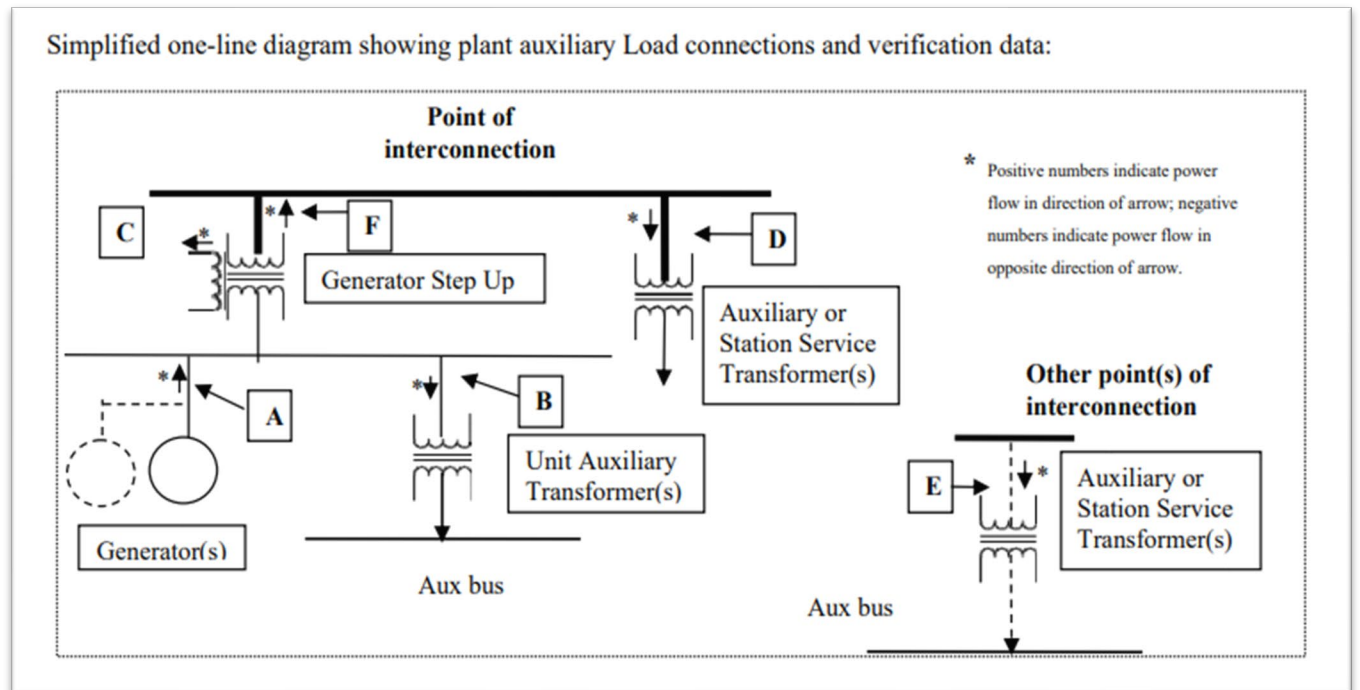 Simplified one-line diagram showing plant auxiliary Load connections and verification data:
Point of
interconnection
*
Positive numbers indicate power
flow in direction of arrow; negative
numbers indicate power flow in
opposite direction of arrow.
C
*
*
F
*
D
Generator Step Up
Auxiliary or
Station Service
Transformer(s)
*
A
*
B
Unit Auxiliary
Transformer(s)
Other point(s) of
interconnection
E
*
Auxiliary or
Station Service
Transformer(s)
Generator(s)
Aux bus
Aux bus